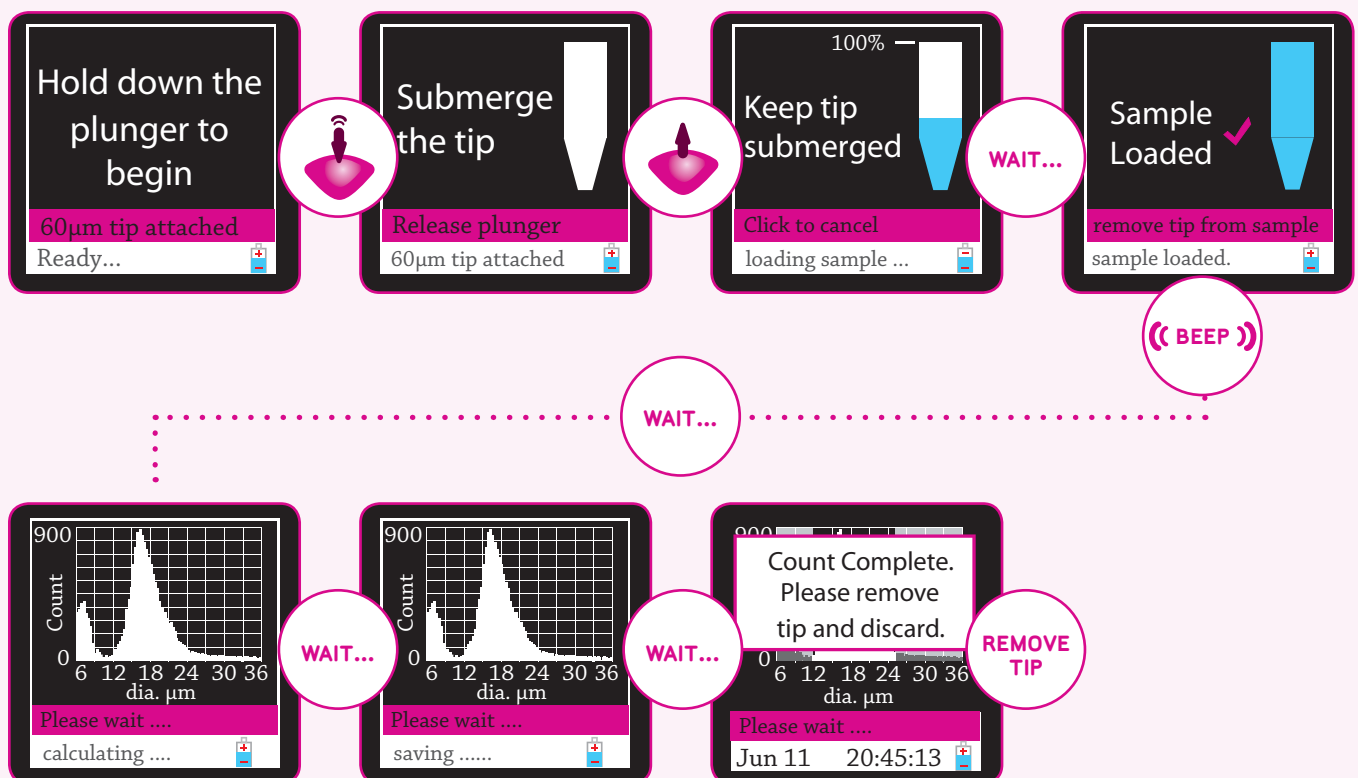 Hold down the
plunger to
begin
60µm tip attached
Ready...
Submerge
the tip
Release plunger
60µm tip attached
100%
Keep tip
submerged
Click to cancel
loading sample ...
WAIT...
Sample
Loaded
remove tip from sample
sample loaded.
(( BEEP ))
WAIT...
900
Count
0
6 12 18 24 30 36
dia. µm
Please wait ....
calculating ....
WAIT...
900
Count
0
6 12 18 24 30 36
dia. µm
Please wait ....
saving ......
WAIT...
900
Count Complete.
Please remove
tip and discard.
0
6 12 18 24 30 36
dia. µm
Please wait ....
Jun 11 20:45:13
REMOVE
TIP